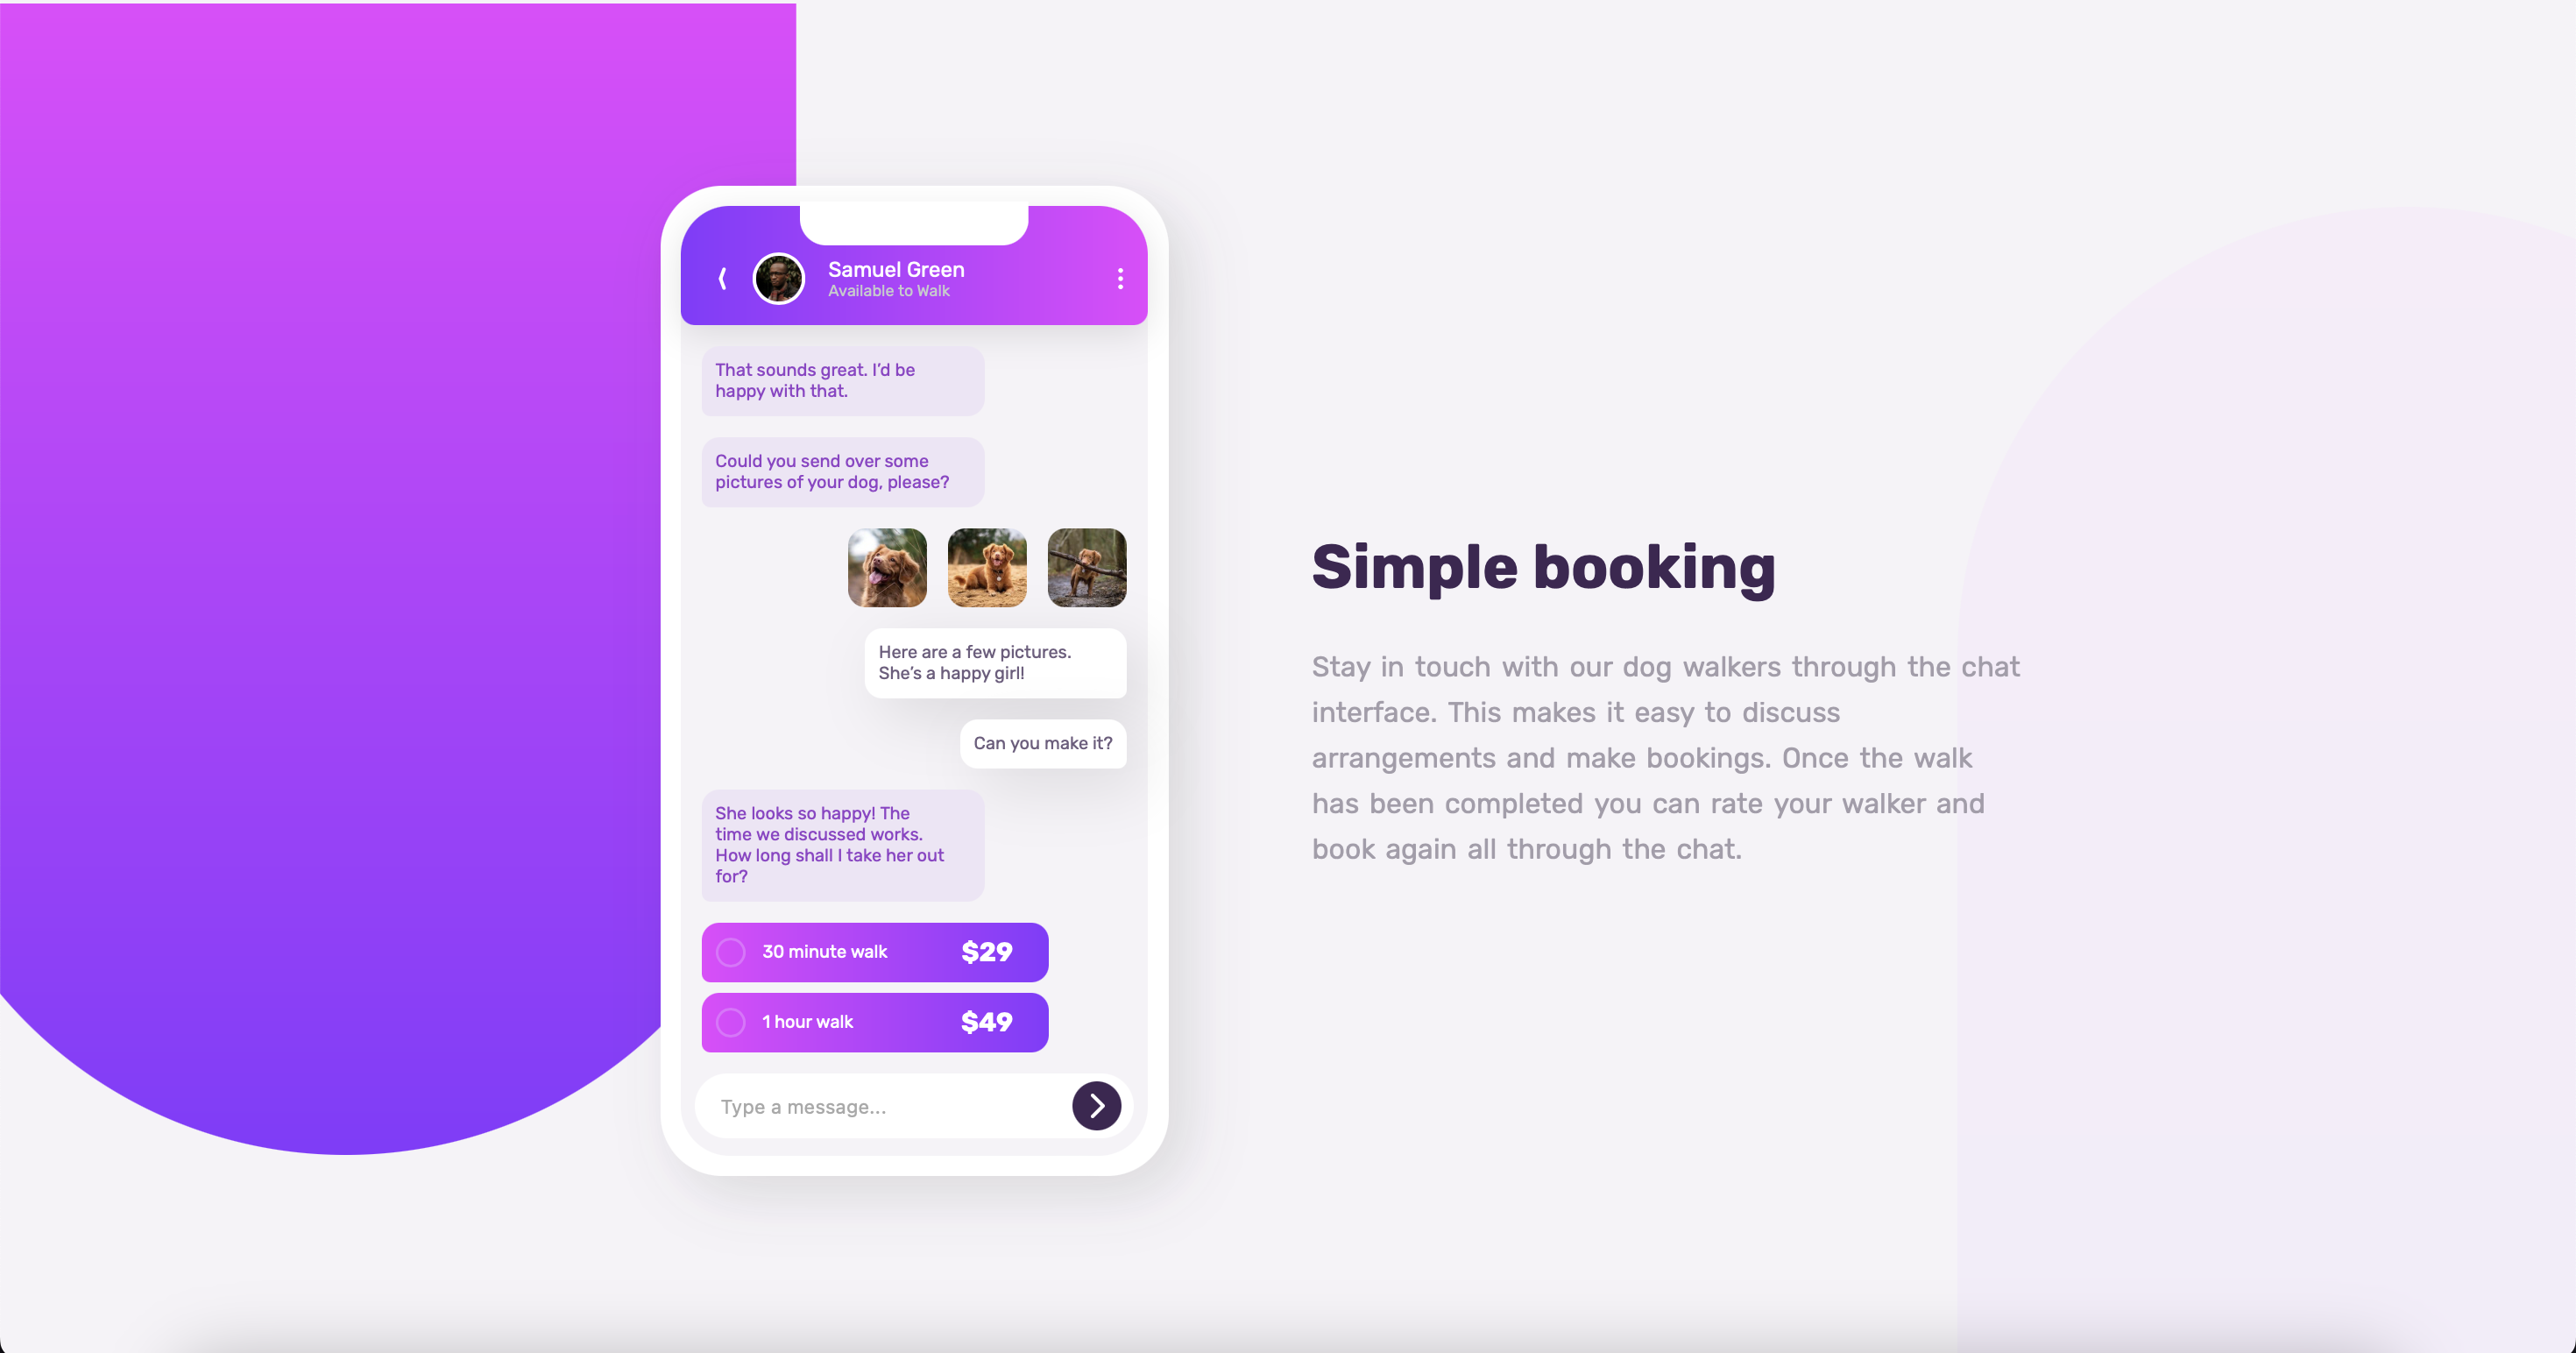 Samuel Green
Available to Walk
That sounds great. I’d be
happy with that.
Could you send over some
pictures of your dog, please?
Here are a few pictures.
She’s a happy girl!
Can you make it?
She looks so happy! The
time we discussed works.
How long shall I take her out
for?
30 minute walk $29
1 hour walk $49
Type a message...
Simple booking
Stay in touch with our dog walkers through the chat
interface. This makes it easy to discuss
arrangements and make bookings. Once the walk
has been completed you can rate your walker and
book again all through the chat.